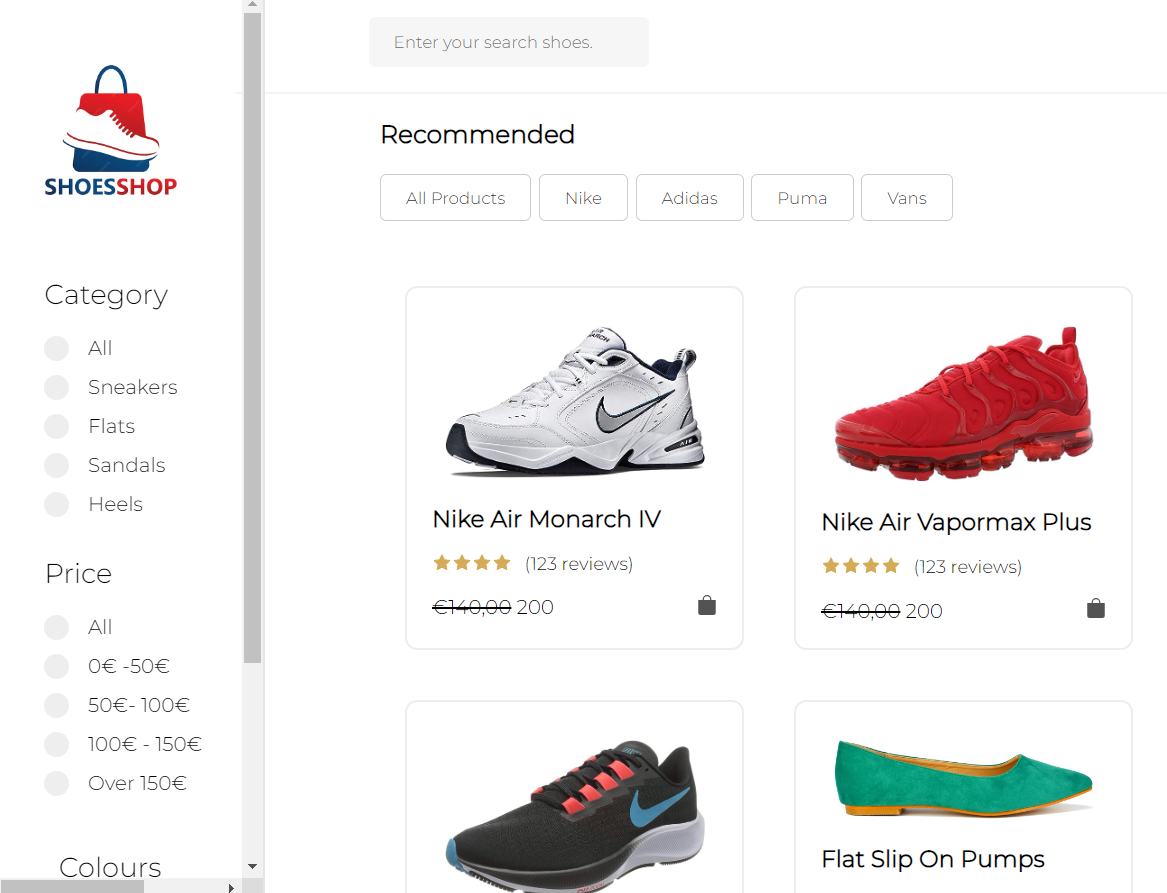 Enter your search shoes.
SHOESSHOP
Recommended
All Products
Nike
Adidas
Puma
Vans
Category
All
Sneakers
Flats
Sandals
Heels
Price
All
0€ -50€
50€- 100€
100€ - 150€
Over 150€
Colours
Nike Air Monarch IV
(123 reviews)
€140,00 200
Nike Air Vapormax Plus
(123 reviews)
€140,00 200
Flat Slip On Pumps